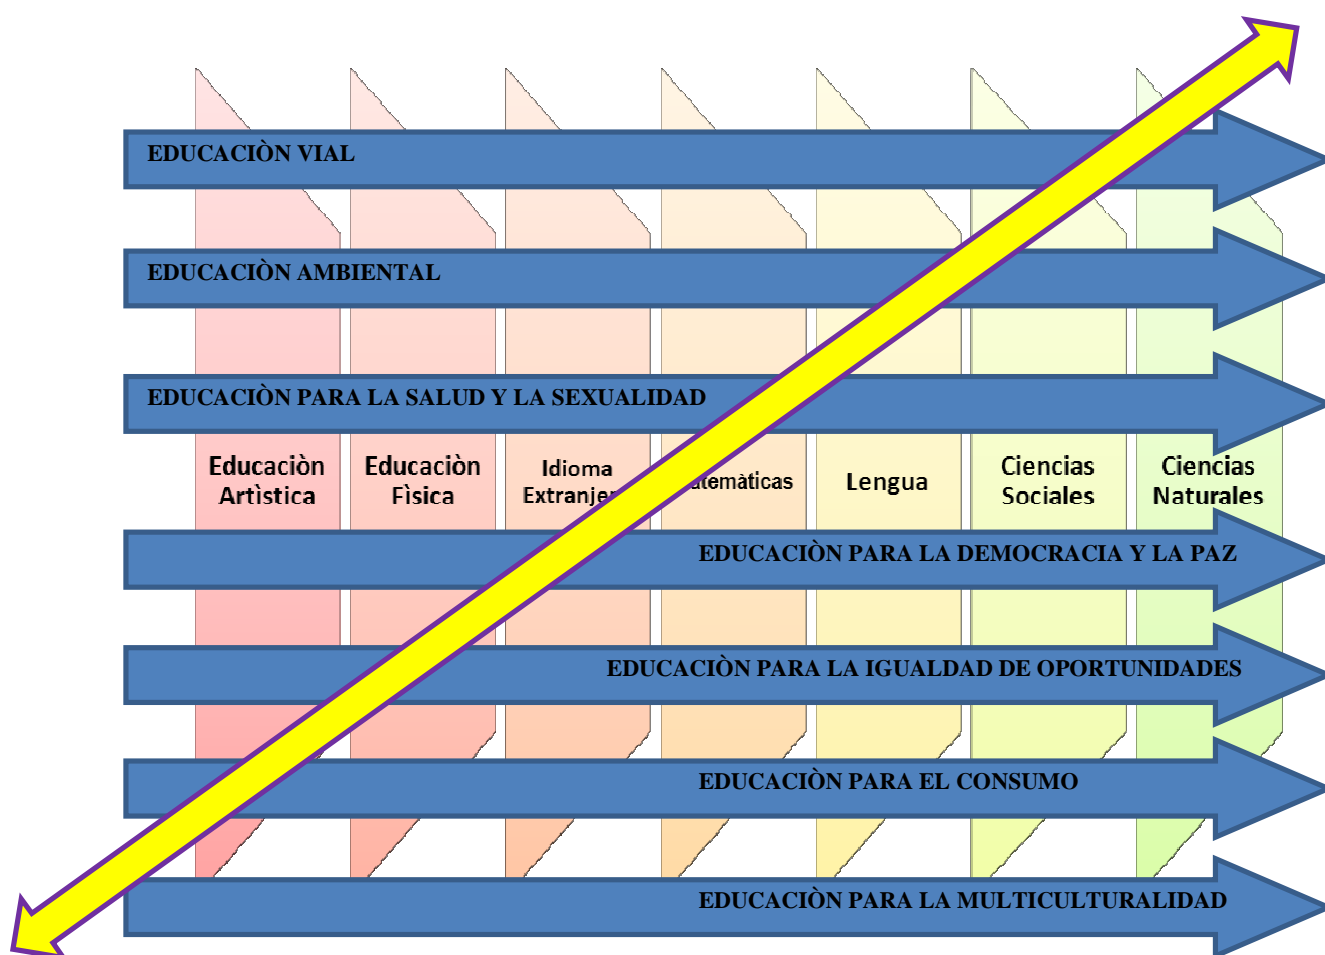 EDUCACIÒN VIAL
EDUCACIÒN AMBIENTAL
EDUCACIÒN PARA LA SALUD Y LA SEXUALIDAD
Educaciòn
Artìstica
Educaciòn
Fìsica
Idioma
Lengua
Ciencias
Sociales
Ciencias
Naturales
EDUCACIÒN PARA LA DEMOCRACIA Y LA PAZ
EDUCACIÒN PARA LA IGUALDAD DE OPORTUNIDADES
EDUCACIÒN PARA EL CONSUMO
EDUCACIÒN PARA LA MULTICULTURALIDAD